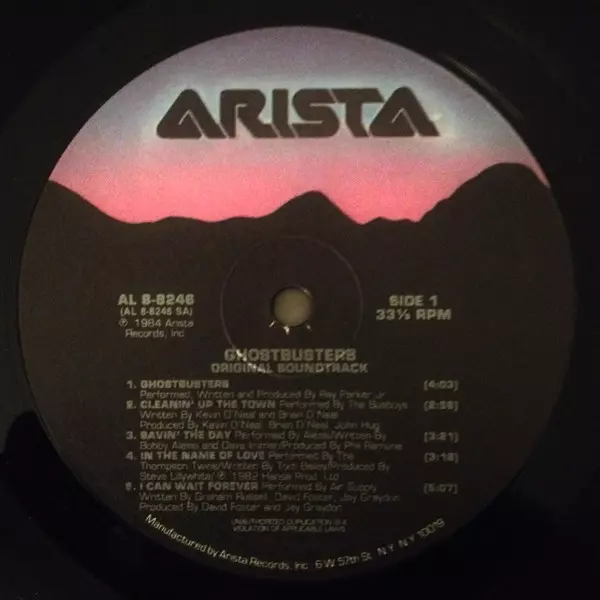 ARISTA
AL 8-8246
(AL 8-8246 SA)
℗ 1984 Arista
Records, Inc
SIDE 1
33⅓ RPM
GHOSTBUSTERS
ORIGINAL SOUNDTRACK
1. GHOSTBUSTERS [4:03]
Performed, Written and Produced By Ray Parker Jr
2. CLEANIN' UP THE TOWN Performed By The Busboys [2:56]
Written By Kevin O'Neal and Brian O'Neal
Produced By Kevin O'Neal, Brian O'Neal, John Hug
3. SAVIN' THE DAY Performed By Alessi/Written By [3:21]
Bobby Alessi and Dave Immer/Produced By Phil Ramone
4. IN THE NAME OF LOVE Performed By The [3:18]
Thompson Twins/Written By Tom Bailey/Produced By
Steve Lillywhite/℗ 1982 Hansa Prod. Ltd
5. I CAN WAIT FOREVER Performed By Air Supply [5:07]
Written By Graham Russell, David Foster, Jay Graydon
Produced By David Foster and Jay Graydon
UNAUTHORIZED DUPLICATION IS A
VIOLATION OF APPLICABLE LAWS
Manufactured by Arista Records, Inc 6 W. 57th St N.Y. N.Y. 10019